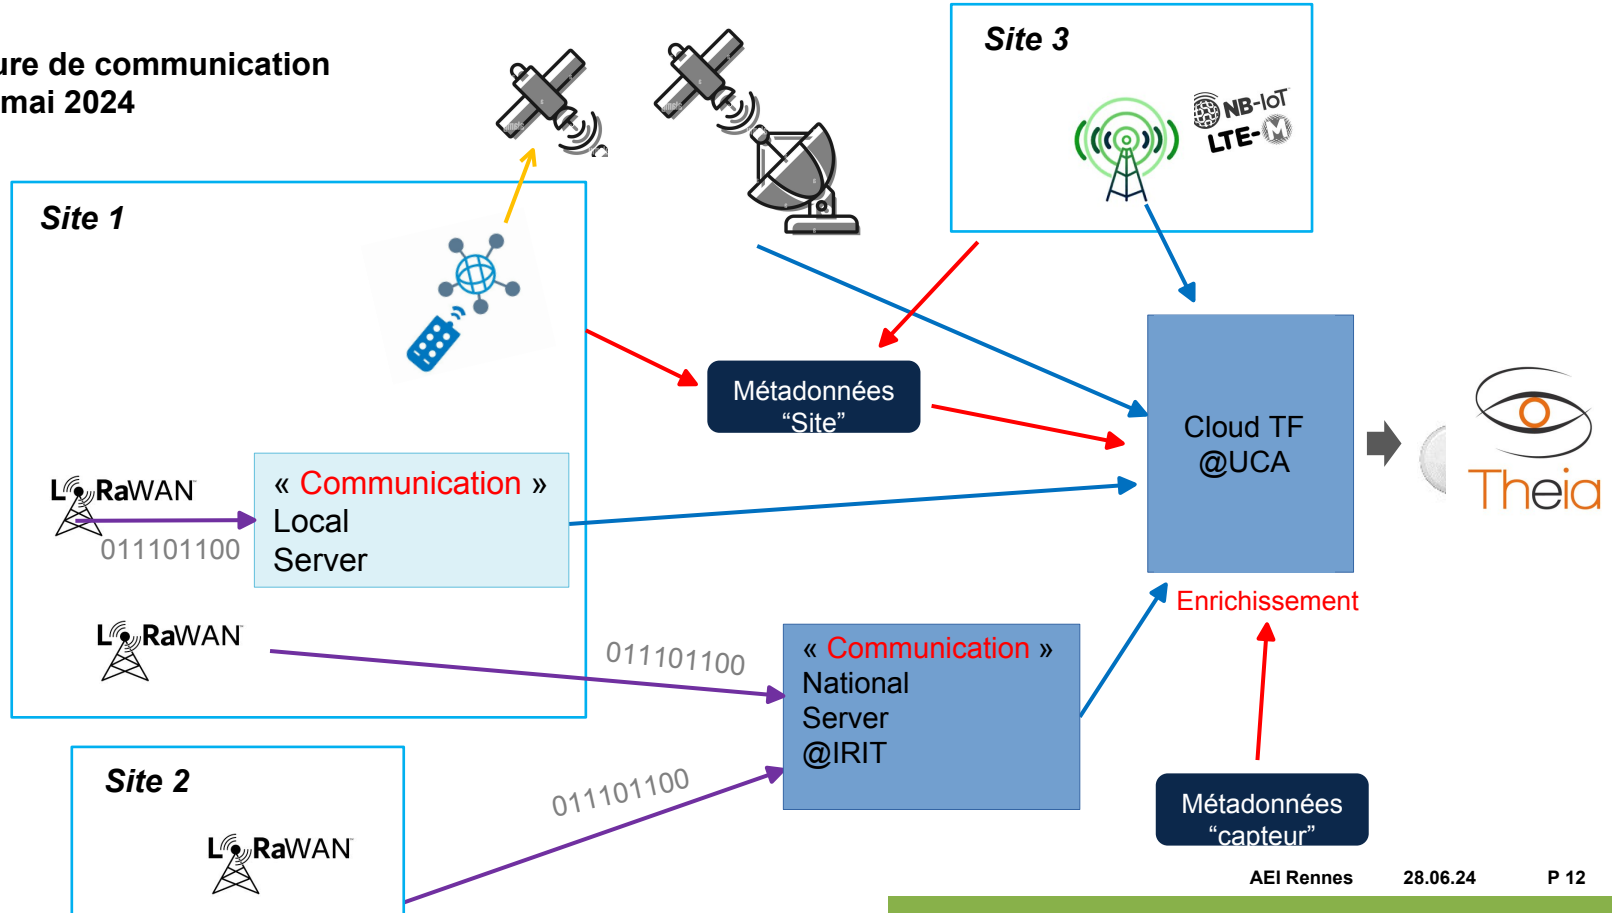 ure de communication
mai 2024
Site 3
NB-IoT
LTE-M
Site 1
Métadonnées
“Site”
Cloud TF
@UCA
Theia
LoRaWAN
011101100
« Communication »
Local
Server
Enrichissement
LoRaWAN
011101100
« Communication »
National
Server
@IRIT
Site 2
011101100
LoRaWAN
Métadonnées
“capteur”
AEI Rennes 28.06.24 P 12